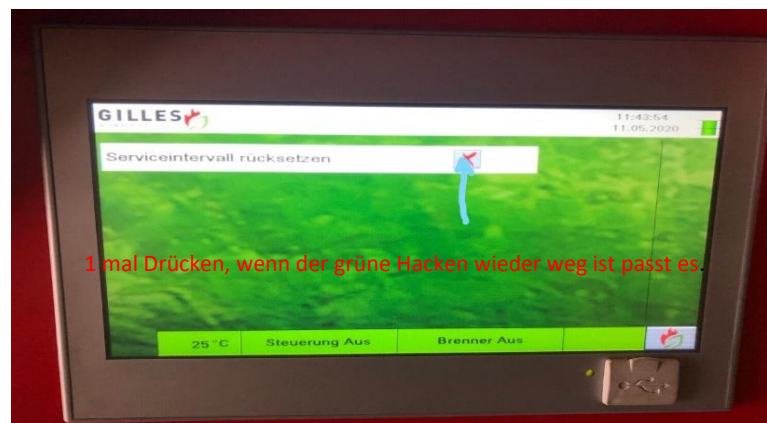 GILLES
11:43:54
11.05.2020
Serviceintervall rücksetzen
1 mal Drücken, wenn der grüne Hacken wieder weg ist passt es.
25°C Steuerung Aus Brenner Aus